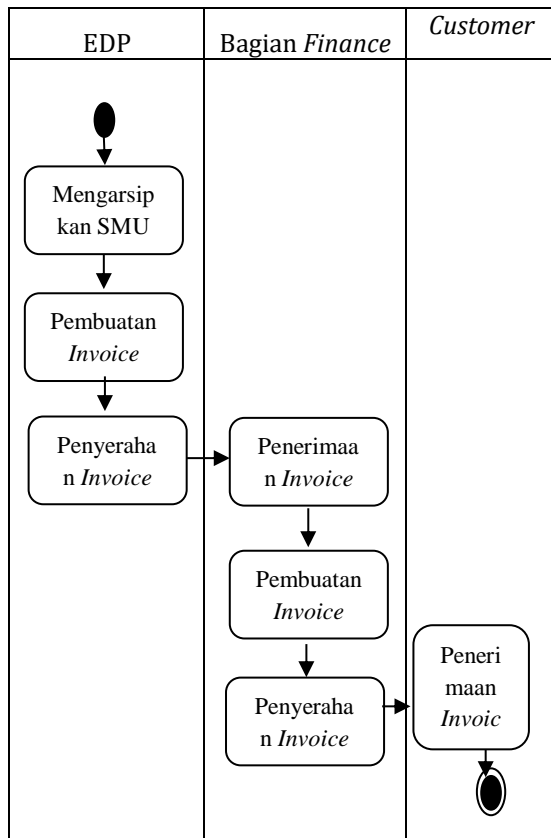 EDP
Bagian Finance
Customer
Mengarsip
kan SMU
Pembuatan
Invoice
Penyeraha
n Invoice
Penerimaa
n Invoice
Pembuatan
Invoice
Penyeraha
n Invoice
Peneri
maan
Invoic